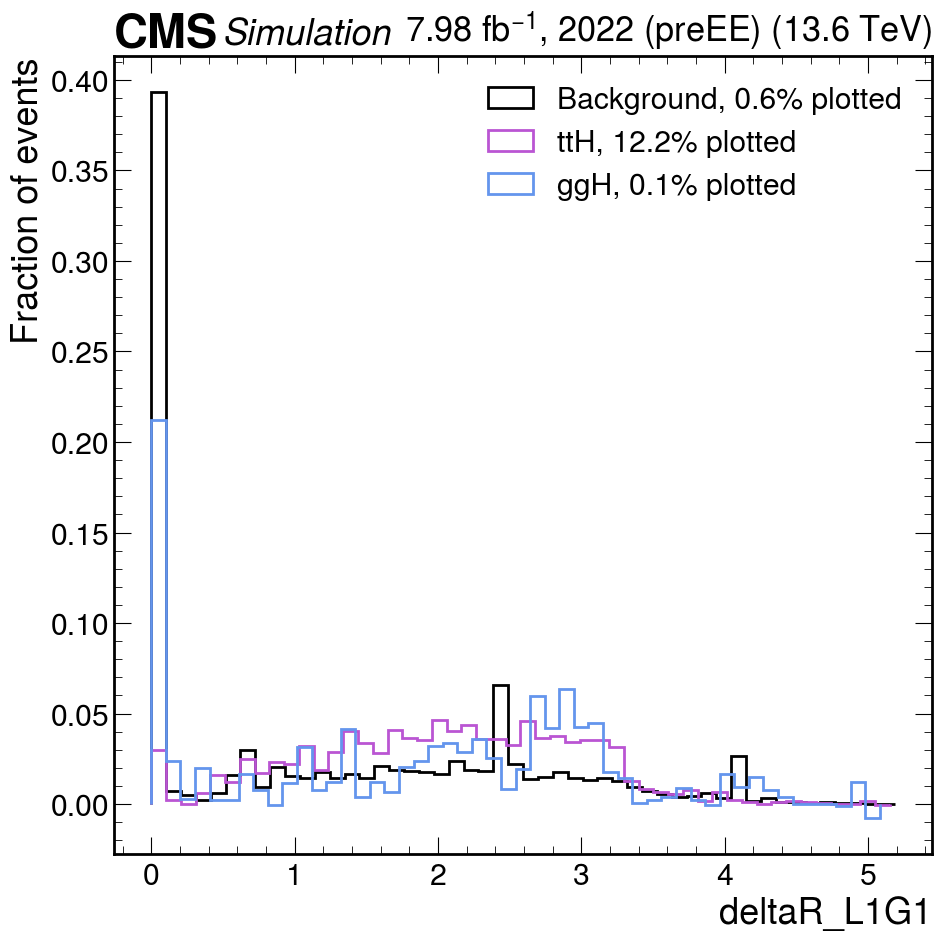 CMS Simulation 7.98 fb⁻¹, 2022 (preEE) (13.6 TeV)
Fraction of events
0.40
0.35
0.30
0.25
0.20
0.15
0.10
0.05
0.00
Background, 0.6% plotted
ttH, 12.2% plotted
ggH, 0.1% plotted
0 1 2 3 4 5
deltaR_L1G1